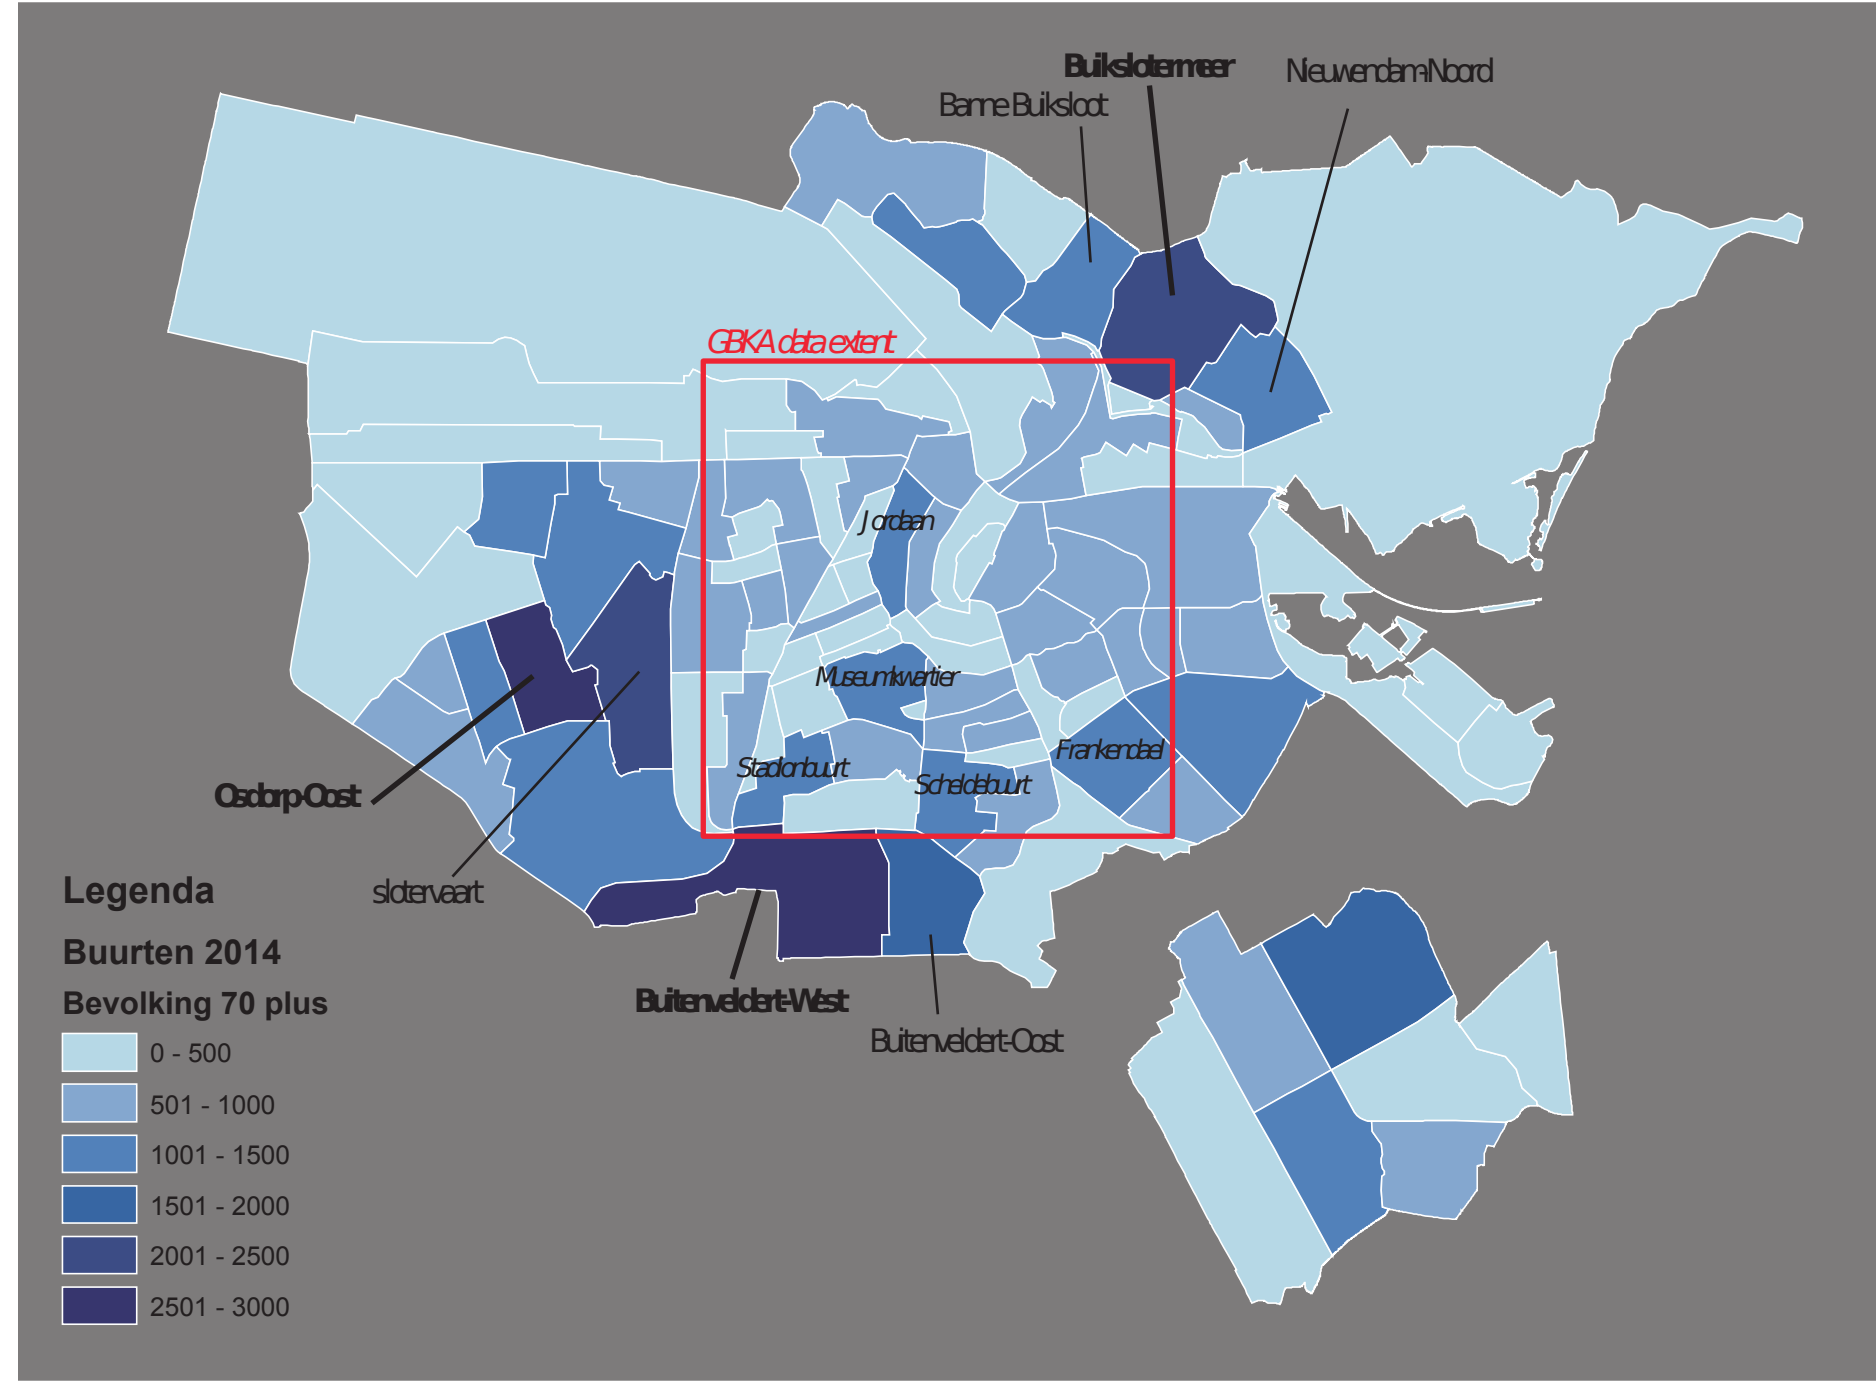 Buikslotermeer
Nieuwendam-Noord
Banne Buiksloot
GBKA data extent
Jordaan
Museumkwartier
Frankendael
Stadionbuurt
Scheldebuurt
Osdorp-Oost
slotervaart
Buitenveldert-West
Buitenveldert-Oost
Legenda
Buurten 2014
Bevolking 70 plus
0 - 500
501 - 1000
1001 - 1500
1501 - 2000
2001 - 2500
2501 - 3000